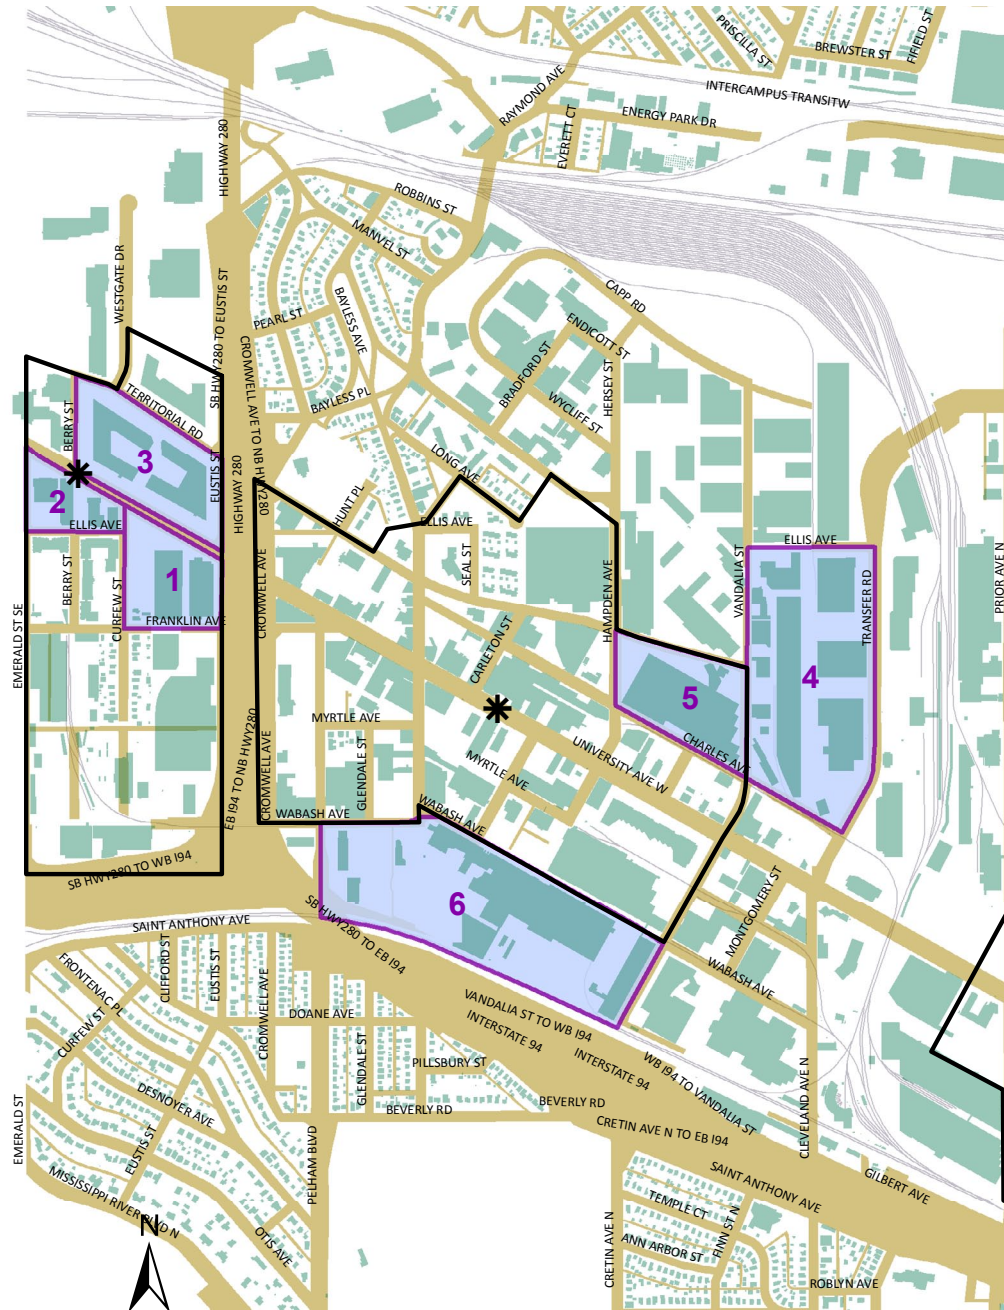 PRISCILLA ST
BREWSTER ST
FIFIELD ST
INTERCAMPUS TRANSITW
RAYMOND AVE
ENERGY PARK DR
EVERETT CT
HIGHWAY 280
ROBBINS ST
MANVEL ST
WESTGATE DR
SB HWY280 TO EUSTIS ST
PEARL ST
BAYLESS AVE
CAPP RD
ENDICOTT ST
BRADFORD ST
HERSEY ST
WYCLIFF ST
CROMWELL AVE TO NB HWY280
BAYLESS PL
TERRITORIAL RD
BERRY ST
LONG AVE
3
EUSTIS ST
HIGHWAY 280
2
HUNT PL
ELLIS AVE
ELLIS AVE
ELLIS AVE
SEAL ST
VANDALIA ST
BERRY ST
CURFEW ST
1
FRANKLIN AVE
CROMWELL AVE
HAMPDEN AVE
TRANSFER RD
PRIOR AVE N
EMERALD ST SE
CARLETON ST
5
4
MYRTLE AVE
GLENDALE ST
MYRTLE AVE
UNIVERSITY AVE W
CHARLES AVE
EB I94 TO NB HWY280
CROMWELL AVE
WABASH AVE
WABASH AVE
SB HWY280 TO WB I94
6
SB HWY280 TO EB I94
SAINT ANTHONY AVE
MONTGOMERY ST
WABASH AVE
FRONTENAC PL
CLIFFORD ST
EUSTIS ST
CROMWELL AVE
DOANE AVE
GLENDALE ST
VANDALIA ST TO WB I94
INTERSTATE 94
INTERSTATE 94
WB I94 TO VANDALIA ST
CURFEW ST
PILLSBURY ST
DESNOYER AVE
BEVERLY RD
BEVERLY RD
CRETIN AVE N TO EB I94
CLEVELAND AVE N
EMERALD ST
EUSTIS ST
PELHAM BLVD
SAINT ANTHONY AVE
GILBERT AVE
MISSISSIPPI RIVER BLVD N
OTIS AVE
TEMPLE CT
FINN ST N
ANN ARBOR ST
CRETIN AVE N
ROBLYN AVE
N